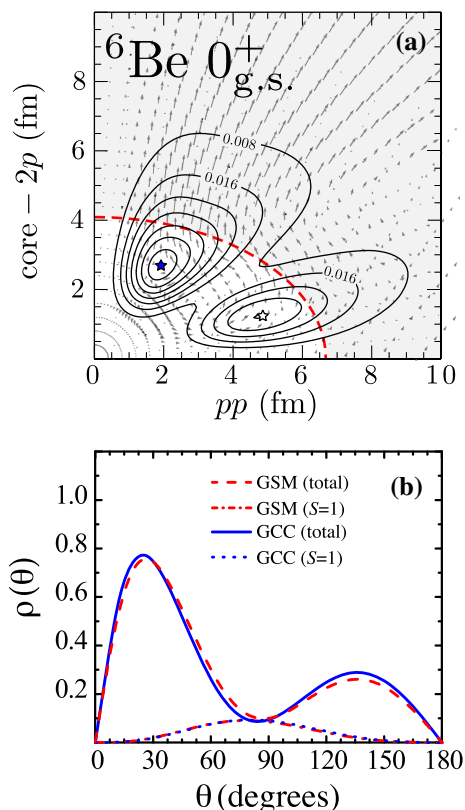 (a)
⁶Be 0⁺g.s.
core − 2p (fm)
8
6
4
2
0.008
0.016
0.016
0 2 4 6 8 10
pp (fm)
(b)
GSM (total)
GSM (S=1)
GCC (total)
GCC (S=1)
ρ(θ)
1.0
0.8
0.6
0.4
0.2
0 30 60 90 120 150 180
θ (degrees)